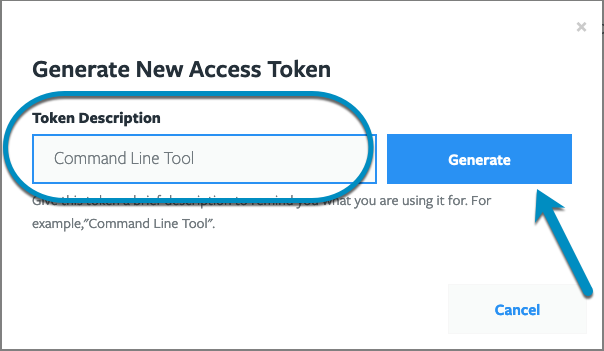 Generate New Access Token
Token Description
Command Line Tool
Generate
Give this token a brief description to remind you what you are using it for. For
example,"Command Line Tool".
Cancel